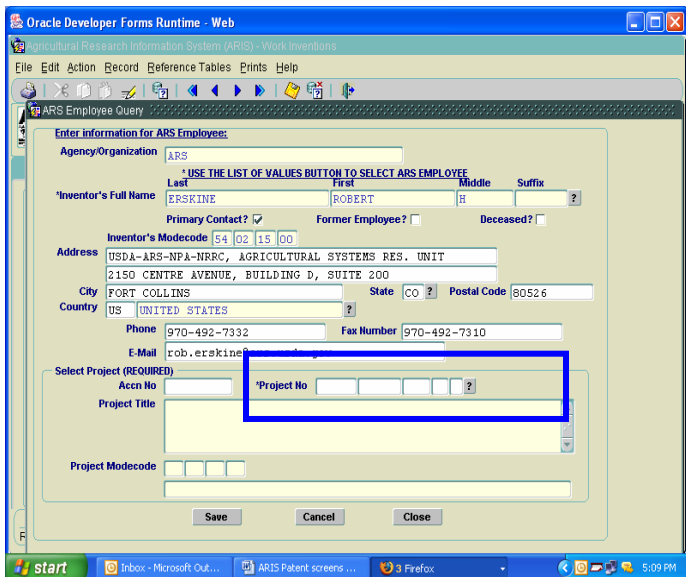 Oracle Developer Forms Runtime - Web
Agricultural Research Information System (ARIS) - Work Inventions
File Edit Action Record Reference Tables Prints Help
ARS Employee Query
Enter information for ARS Employee:
Agency/Organization ARS
* USE THE LIST OF VALUES BUTTON TO SELECT ARS EMPLOYEE
Last First Middle Suffix
*Inventor's Full Name ERSKINE ROBERT H ?
Primary Contact? Former Employee? Deceased?
Inventor's Modecode 54 02 15 00
Address USDA-ARS-NPA-NRRC, AGRICULTURAL SYSTEMS RES. UNIT
2150 CENTRE AVENUE, BUILDING D, SUITE 200
City FORT COLLINS State CO ? Postal Code 80526
Country US UNITED STATES ?
Phone 970-492-7332 Fax Number 970-492-7310
E-Mail rob.erskine
Select Project (REQUIRED)
Accn No *Project No ?
Project Title
Project Modecode
Save Cancel Close
start Inbox - Microsoft Out... ARIS Patent screens ... 3 Firefox 5:09 PM